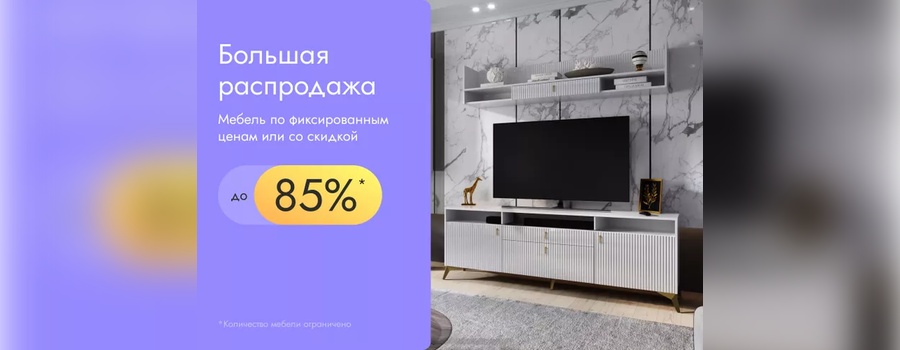 Большая
распродажа
Мебель по фиксированным
ценам или со скидкой
до 85%*
*Количество мебели ограничено